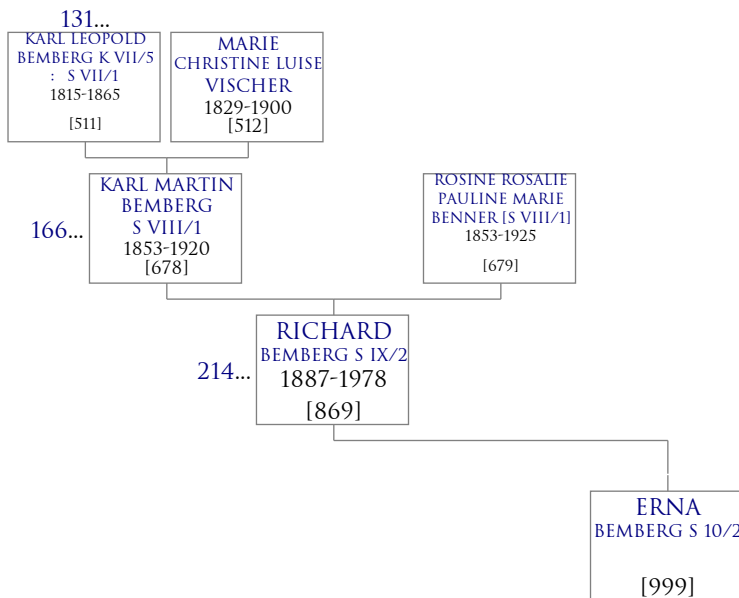 131...
KARL LEOPOLD
BEMBERG K VII/5
: S VII/1
1815-1865
[511]
MARIE
CHRISTINE LUISE
VISCHER
1829-1900
[512]
166...
KARL MARTIN
BEMBERG
S VIII/1
1853-1920
[678]
ROSINE ROSALIE
PAULINE MARIE
BENNER [S VIII/1]
1853-1925
[679]
214...
RICHARD
BEMBERG S IX/2
1887-1978
[869]
ERNA
BEMBERG S 10/2
[999]